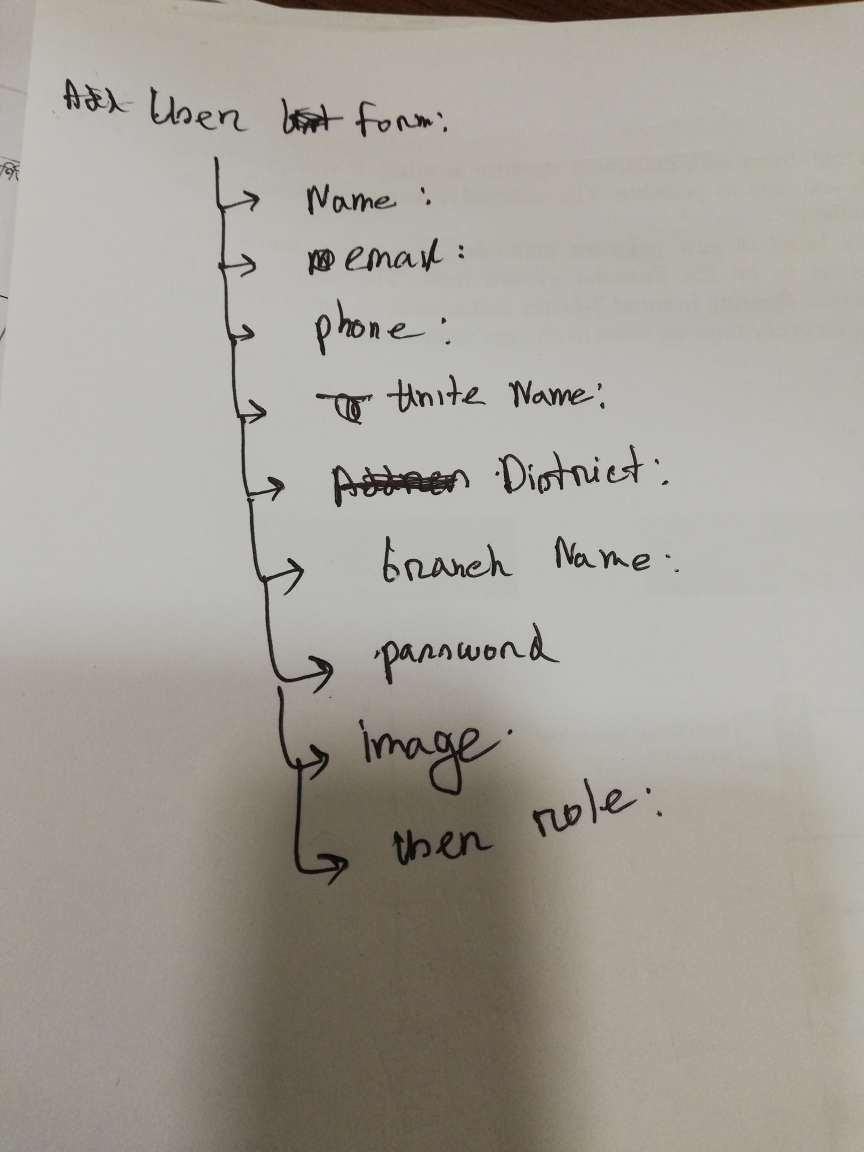 Add User form:
Name :
email :
phone :
Unite Name:
District :
branch Name :
password
image.
User role :